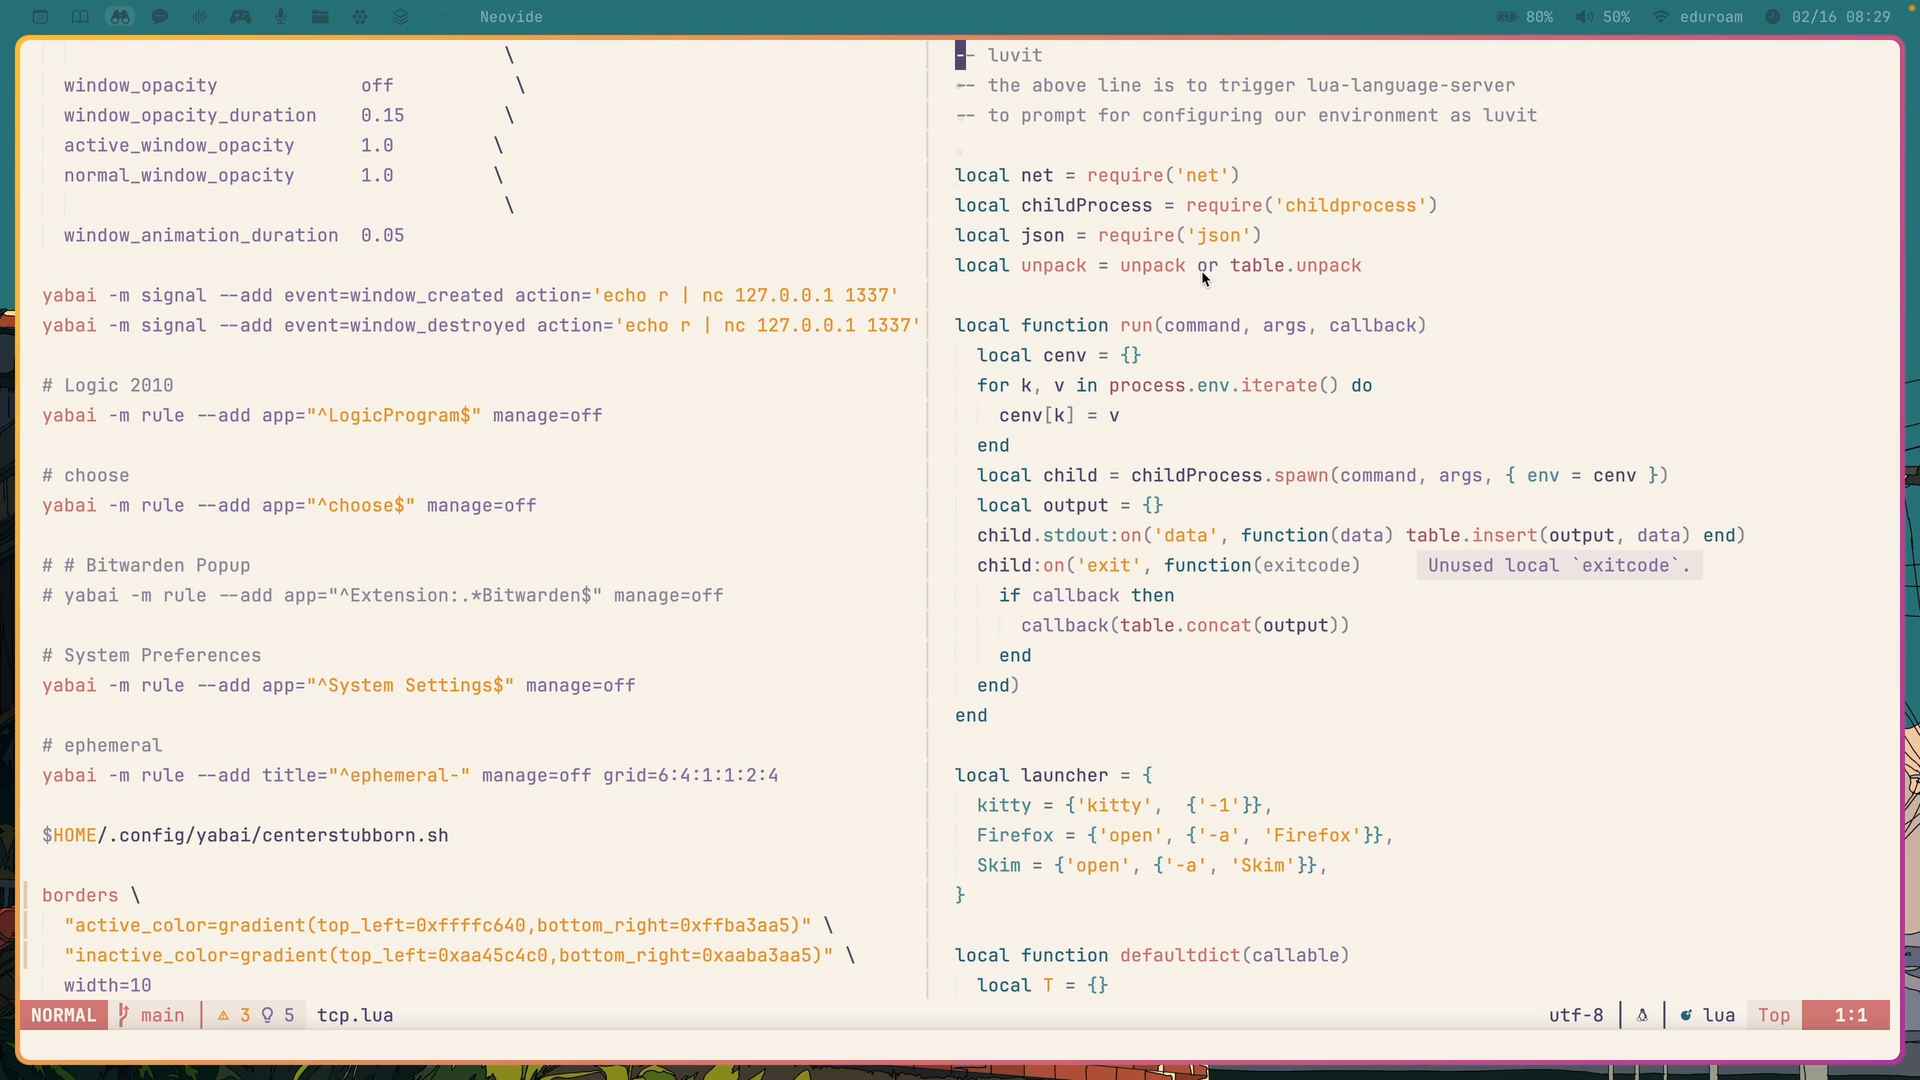 Neovide
80%
50%
eduroam
02/16 08:29
\
window_opacity off \
window_opacity_duration 0.15 \
active_window_opacity 1.0 \
normal_window_opacity 1.0 \
\
window_animation_duration 0.05
yabai -m signal --add event=window_created action='echo r | nc 127.0.0.1 1337'
yabai -m signal --add event=window_destroyed action='echo r | nc 127.0.0.1 1337'
# Logic 2010
yabai -m rule --add app="^LogicProgram$" manage=off
# choose
yabai -m rule --add app="^choose$" manage=off
# # Bitwarden Popup
# yabai -m rule --add app="^Extension:.*Bitwarden$" manage=off
# System Preferences
yabai -m rule --add app="^System Settings$" manage=off
# ephemeral
yabai -m rule --add title="^ephemeral-" manage=off grid=6:4:1:1:2:4
$HOME/.config/yabai/centerstubborn.sh
borders \
"active_color=gradient(top_left=0xffffc640,bottom_right=0xffba3aa5)" \
"inactive_color=gradient(top_left=0xaa45c4c0,bottom_right=0xaaba3aa5)" \
width=10
-- luvit
-- the above line is to trigger lua-language-server
-- to prompt for configuring our environment as luvit
local net = require('net')
local childProcess = require('childprocess')
local json = require('json')
local unpack = unpack or table.unpack
local function run(command, args, callback)
local cenv = {}
for k, v in process.env.iterate() do
cenv[k] = v
end
local child = childProcess.spawn(command, args, { env = cenv })
local output = {}
child.stdout:on('data', function(data) table.insert(output, data) end)
child:on('exit', function(exitcode) Unused local `exitcode`.
if callback then
callback(table.concat(output))
end
end)
end
local launcher = {
kitty = {'kitty', {'-1'}},
Firefox = {'open', {'-a', 'Firefox'}},
Skim = {'open', {'-a', 'Skim'}},
}
local function defaultdict(callable)
local T = {}
NORMAL main 3 5 tcp.lua
utf-8 lua Top 1:1